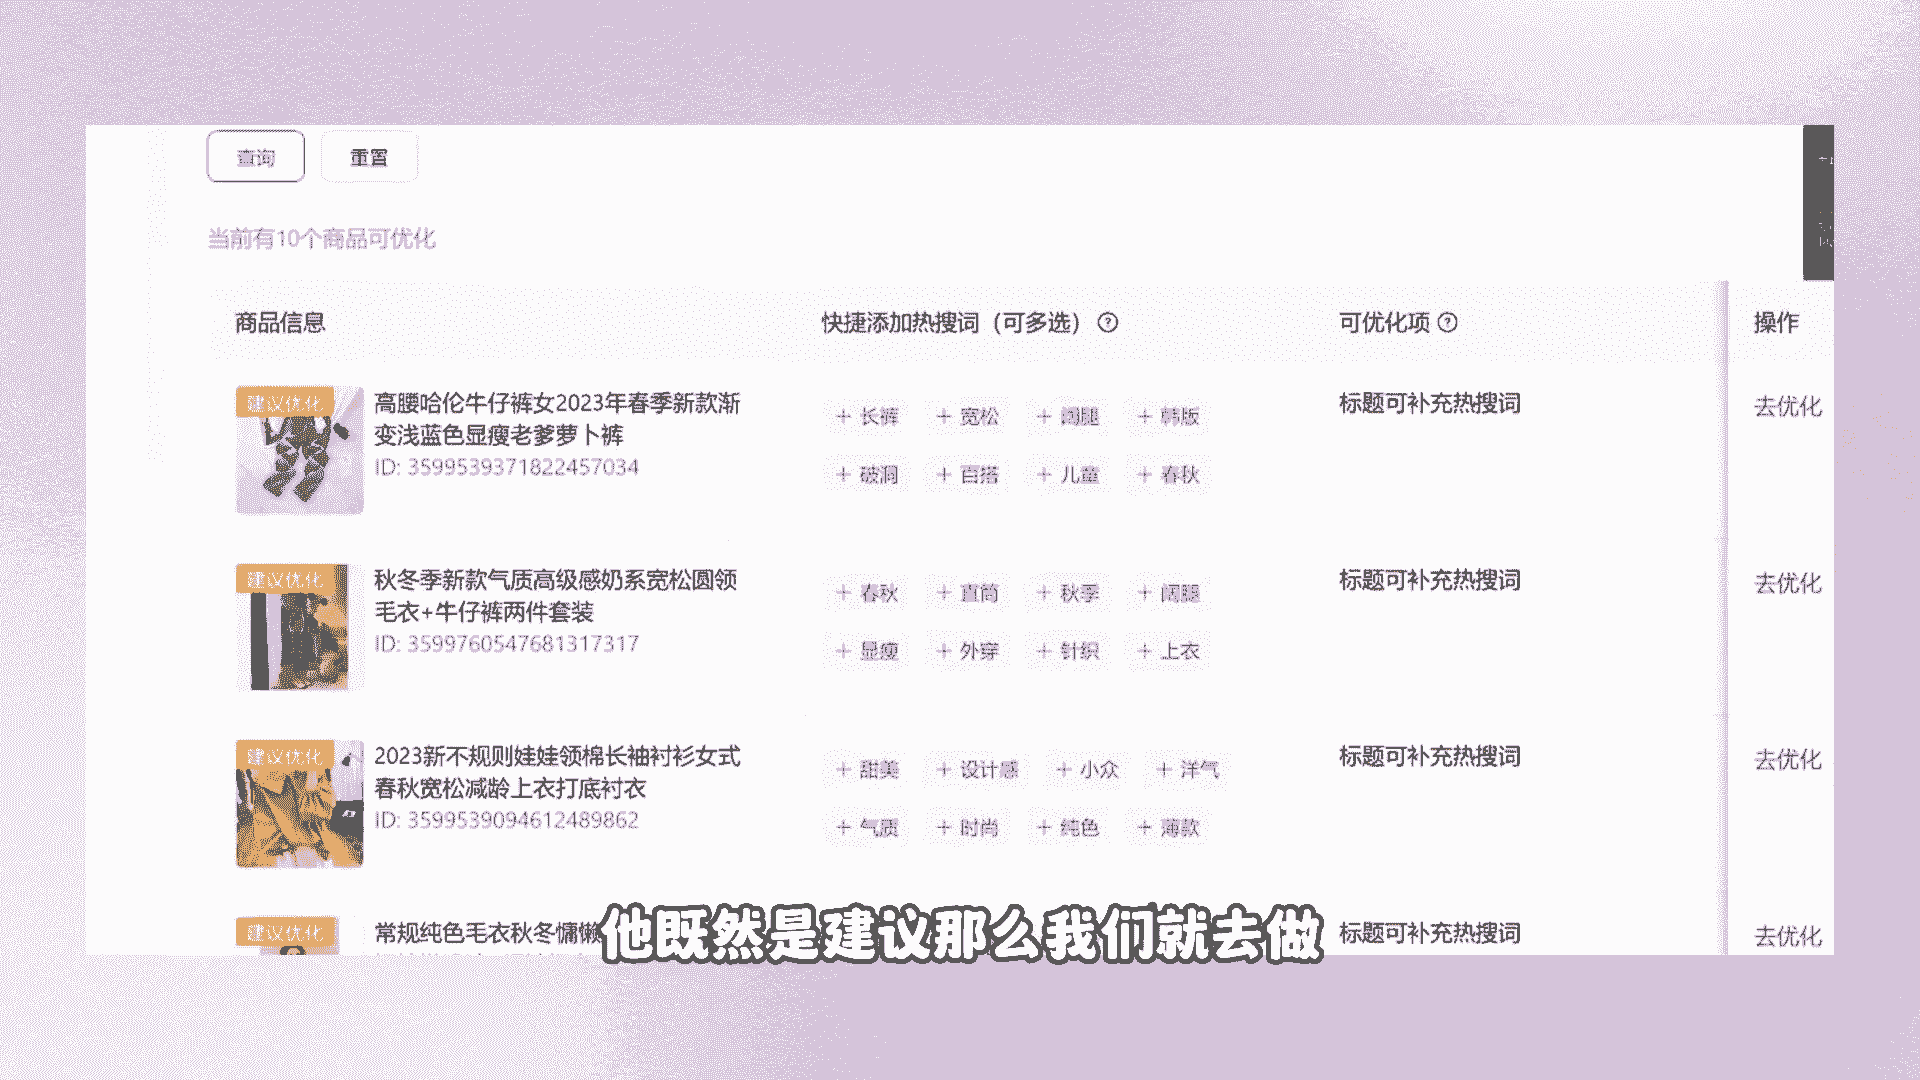 查询 重置
当前有10个商品可优化
商品信息 快捷添加热搜词（可多选） 可优化项 操作
建议优化
高腰哈伦牛仔裤女2023年春季新款渐
变浅蓝色显瘦老爹萝卜裤
ID: 3599539371822457034
+ 长裤 + 宽松 + 阔腿 + 韩版
+ 破洞 + 百搭 + 儿童 + 春秋
标题可补充热搜词
去优化
建议优化
秋冬季新款气质高级感奶系宽松圆领
毛衣+牛仔裤两件套装
ID: 3599760547681317317
+ 春秋 + 直筒 + 秋季 + 阔腿
+ 显瘦 + 外穿 + 针织 + 上衣
标题可补充热搜词
去优化
建议优化
2023新不规则娃娃领棉长袖衬衫女式
春秋宽松减龄上衣打底衬衣
ID: 3599539094612489862
+ 甜美 + 设计感 + 小众 + 洋气
+ 气质 + 时尚 + 纯色 + 薄款
标题可补充热搜词
去优化
建议优化
常规纯色毛衣秋冬慵懒
标题可补充热搜词
去优化
他既然是建议那么我们就去做